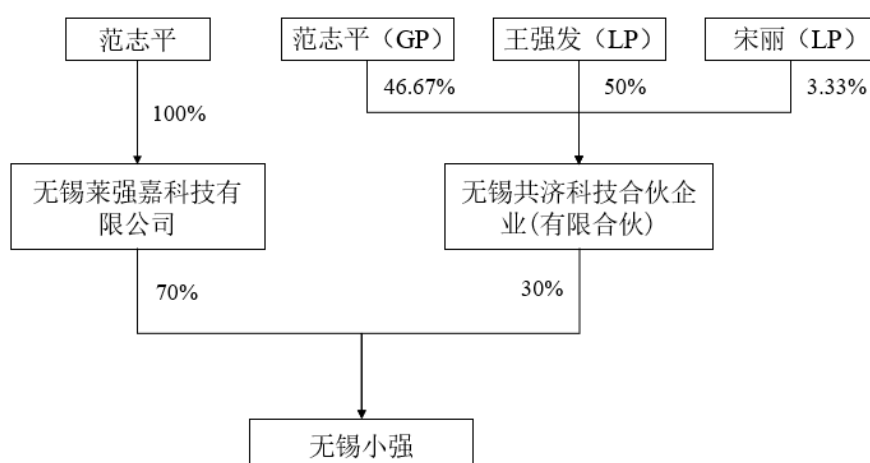 范志平
范志平（GP）
王强发（LP）
宋丽（LP）
100%
46.67%
50%
3.33%
无锡莱强嘉科技有
限公司
无锡共济科技合伙企
业(有限合伙)
70%
30%
无锡小强